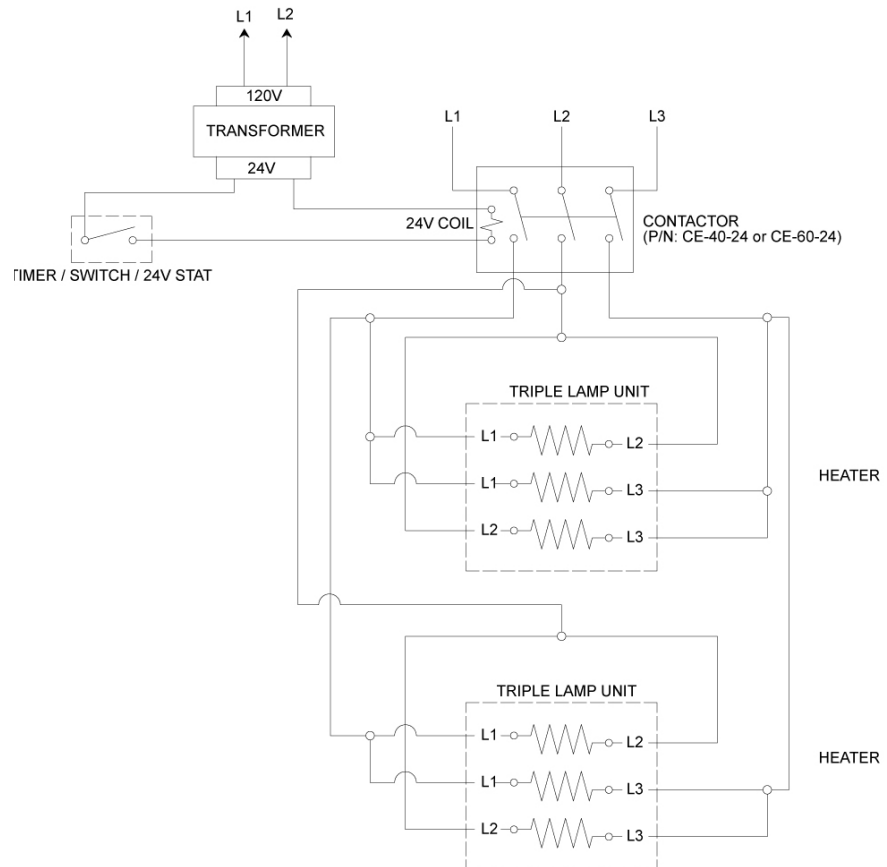 L1 L2
120V
TRANSFORMER
24V
L1 L2 L3
24V COIL
CONTACTOR
(P/N: CE-40-24 or CE-60-24)
TIMER / SWITCH / 24V STAT
TRIPLE LAMP UNIT
L1 L2
L1 L3
L2 L3
HEATER
TRIPLE LAMP UNIT
L1 L2
L1 L3
L2 L3
HEATER